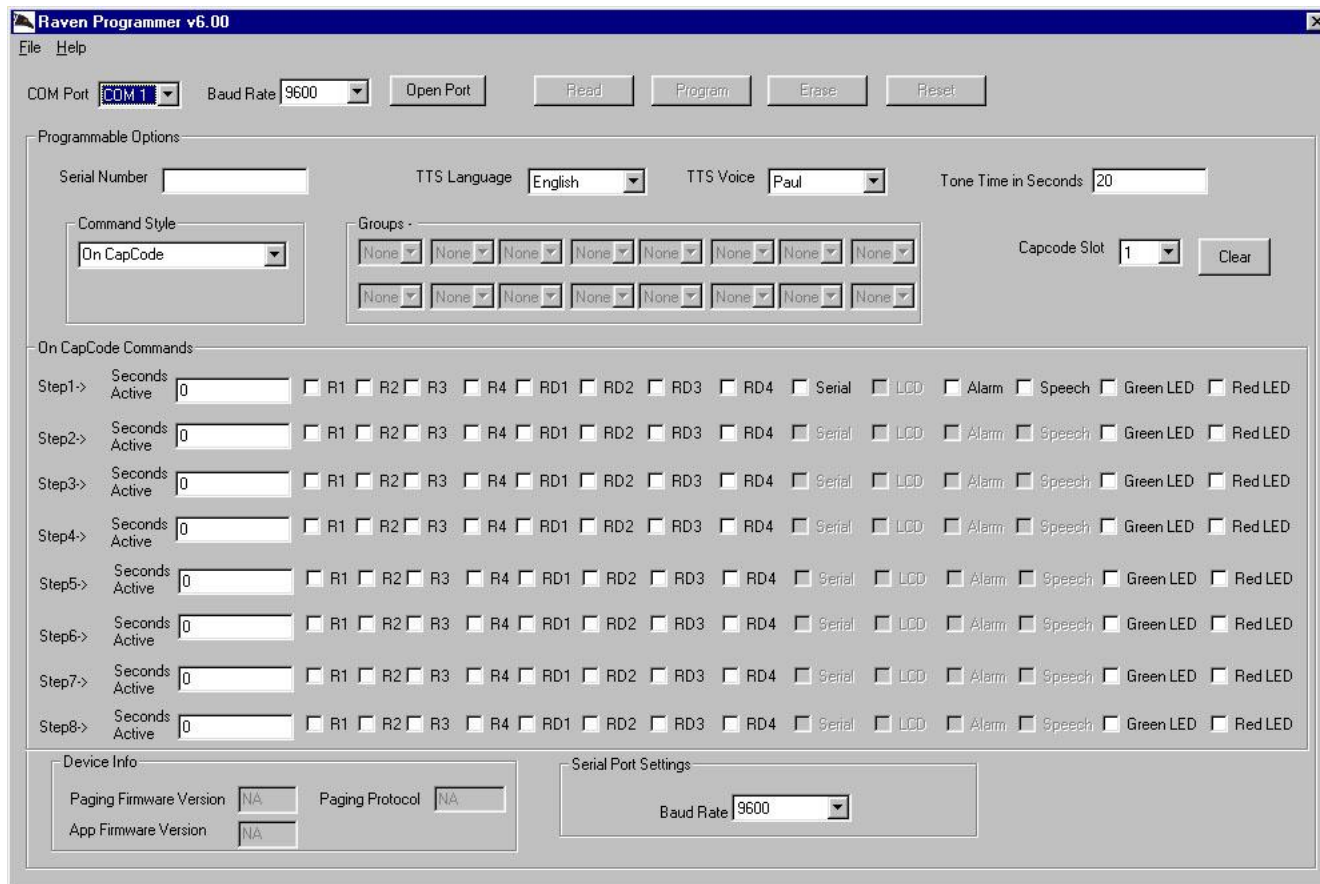 Raven Programmer v6.00
File Help
COM Port COM 1 Baud Rate 9600 Open Port Read Program Erase Reset
Programmable Options
Serial Number TTS Language English TTS Voice Paul Tone Time in Seconds 20
Command Style Groups -
On CapCode None None None None None None None None Capcode Slot 1 Clear
None None None None None None None None
On CapCode Commands
Step1-> Seconds Active 0 R1 R2 R3 R4 RD1 RD2 RD3 RD4 Serial LCD Alarm Speech Green LED Red LED
Step2-> Seconds Active 0 R1 R2 R3 R4 RD1 RD2 RD3 RD4 Serial LCD Alarm Speech Green LED Red LED
Step3-> Seconds Active 0 R1 R2 R3 R4 RD1 RD2 RD3 RD4 Serial LCD Alarm Speech Green LED Red LED
Step4-> Seconds Active 0 R1 R2 R3 R4 RD1 RD2 RD3 RD4 Serial LCD Alarm Speech Green LED Red LED
Step5-> Seconds Active 0 R1 R2 R3 R4 RD1 RD2 RD3 RD4 Serial LCD Alarm Speech Green LED Red LED
Step6-> Seconds Active 0 R1 R2 R3 R4 RD1 RD2 RD3 RD4 Serial LCD Alarm Speech Green LED Red LED
Step7-> Seconds Active 0 R1 R2 R3 R4 RD1 RD2 RD3 RD4 Serial LCD Alarm Speech Green LED Red LED
Step8-> Seconds Active 0 R1 R2 R3 R4 RD1 RD2 RD3 RD4 Serial LCD Alarm Speech Green LED Red LED
Device Info Serial Port Settings
Paging Firmware Version NA Paging Protocol NA Baud Rate 9600
App Firmware Version NA